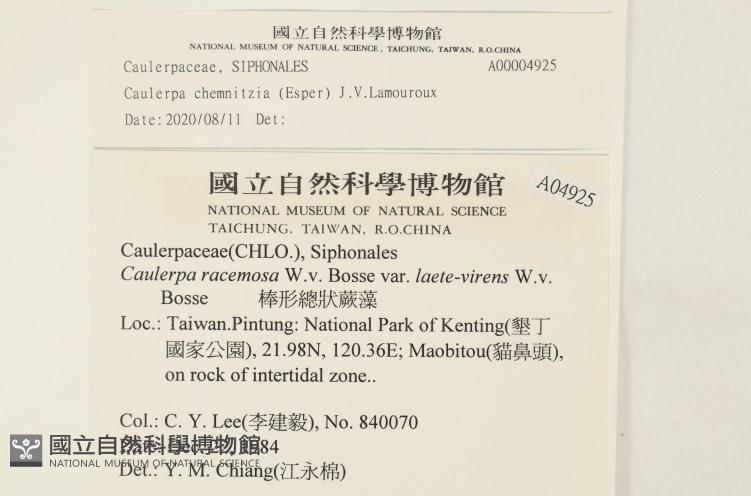 國立自然科學博物館
NATIONAL MUSEUM OF NATURAL SCIENCE, TAICHUNG, TAIWAN, R.O.CHINA
Caulerpaceae, SIPHONALES A00004925
Caulerpa chemnitzia (Esper) J.V.Lamouroux
Date:2020/08/11 Det:
國立自然科學博物館
A04925
NATIONAL MUSEUM OF NATURAL SCIENCE
TAICHUNG, TAIWAN, R.O.CHINA
Caulerpaceae(CHLO.), Siphonales
Caulerpa racemosa W.v. Bosse var. laete-virens W.v.
Bosse 棒形總狀蕨藻
Loc.: Taiwan.Pintung: National Park of Kenting(墾丁
國家公園), 21.98N, 120.36E; Maobitou(貓鼻頭),
on rock of intertidal zone..
Col.: C. Y. Lee(李建毅), No. 840070
國立自然科學博物館
NATIONAL MUSEUM OF NATURAL SCIENCE
Det.: Y. M. Chiang(江永棉)